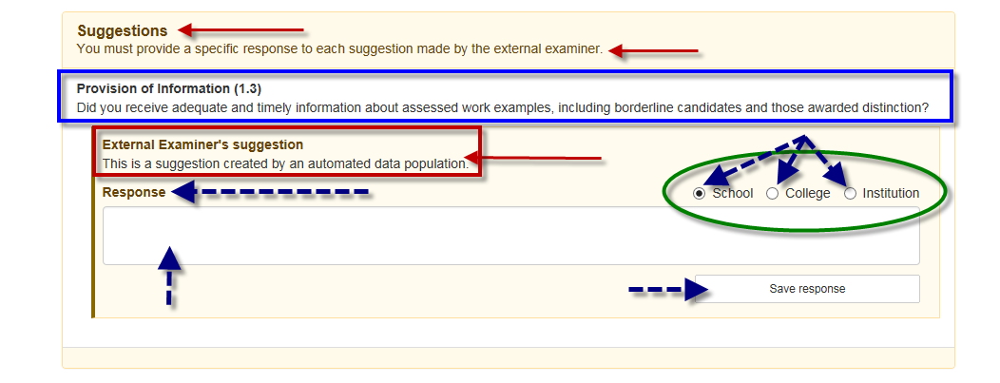 Suggestions
You must provide a specific response to each suggestion made by the external examiner.
Provision of Information (1.3)
Did you receive adequate and timely information about assessed work examples, including borderline candidates and those awarded distinction?
External Examiner's suggestion
This is a suggestion created by an automated data population.
Response School College Institution
Save response